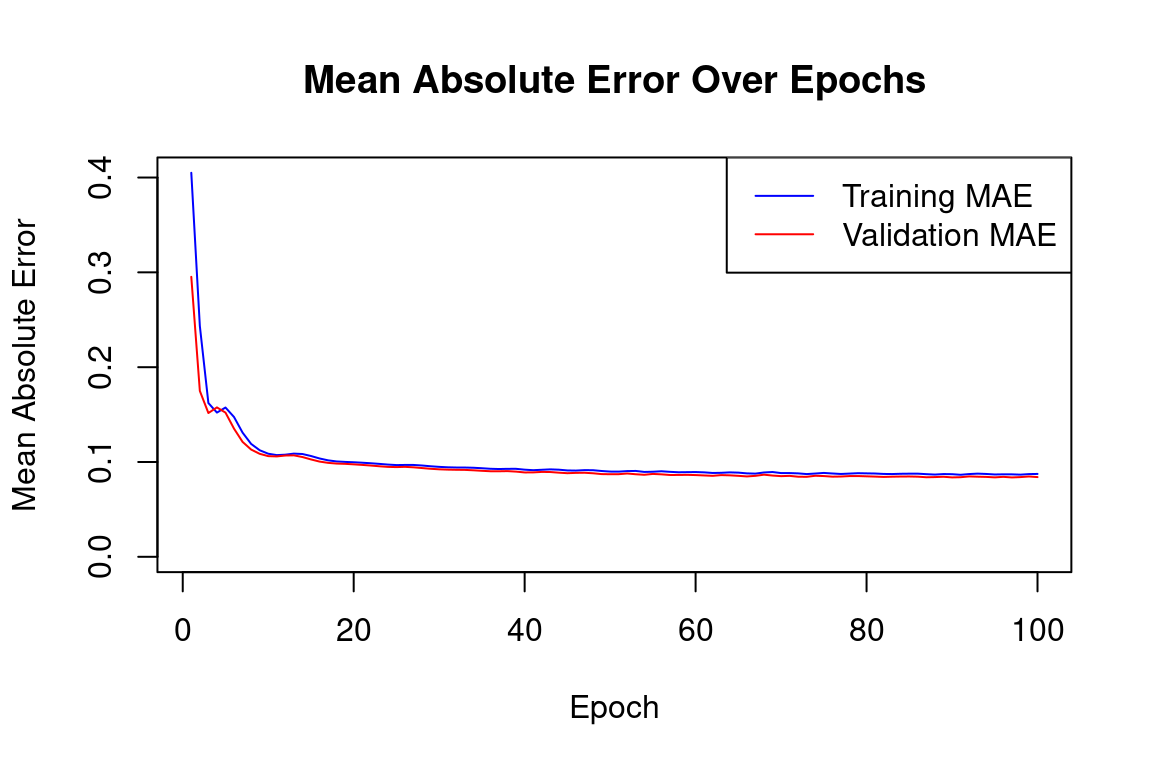 Mean Absolute Error Over Epochs
Training MAE
Validation MAE
Mean Absolute Error
0.4
0.3
0.2
0.1
0.0
0 20 40 60 80 100
Epoch